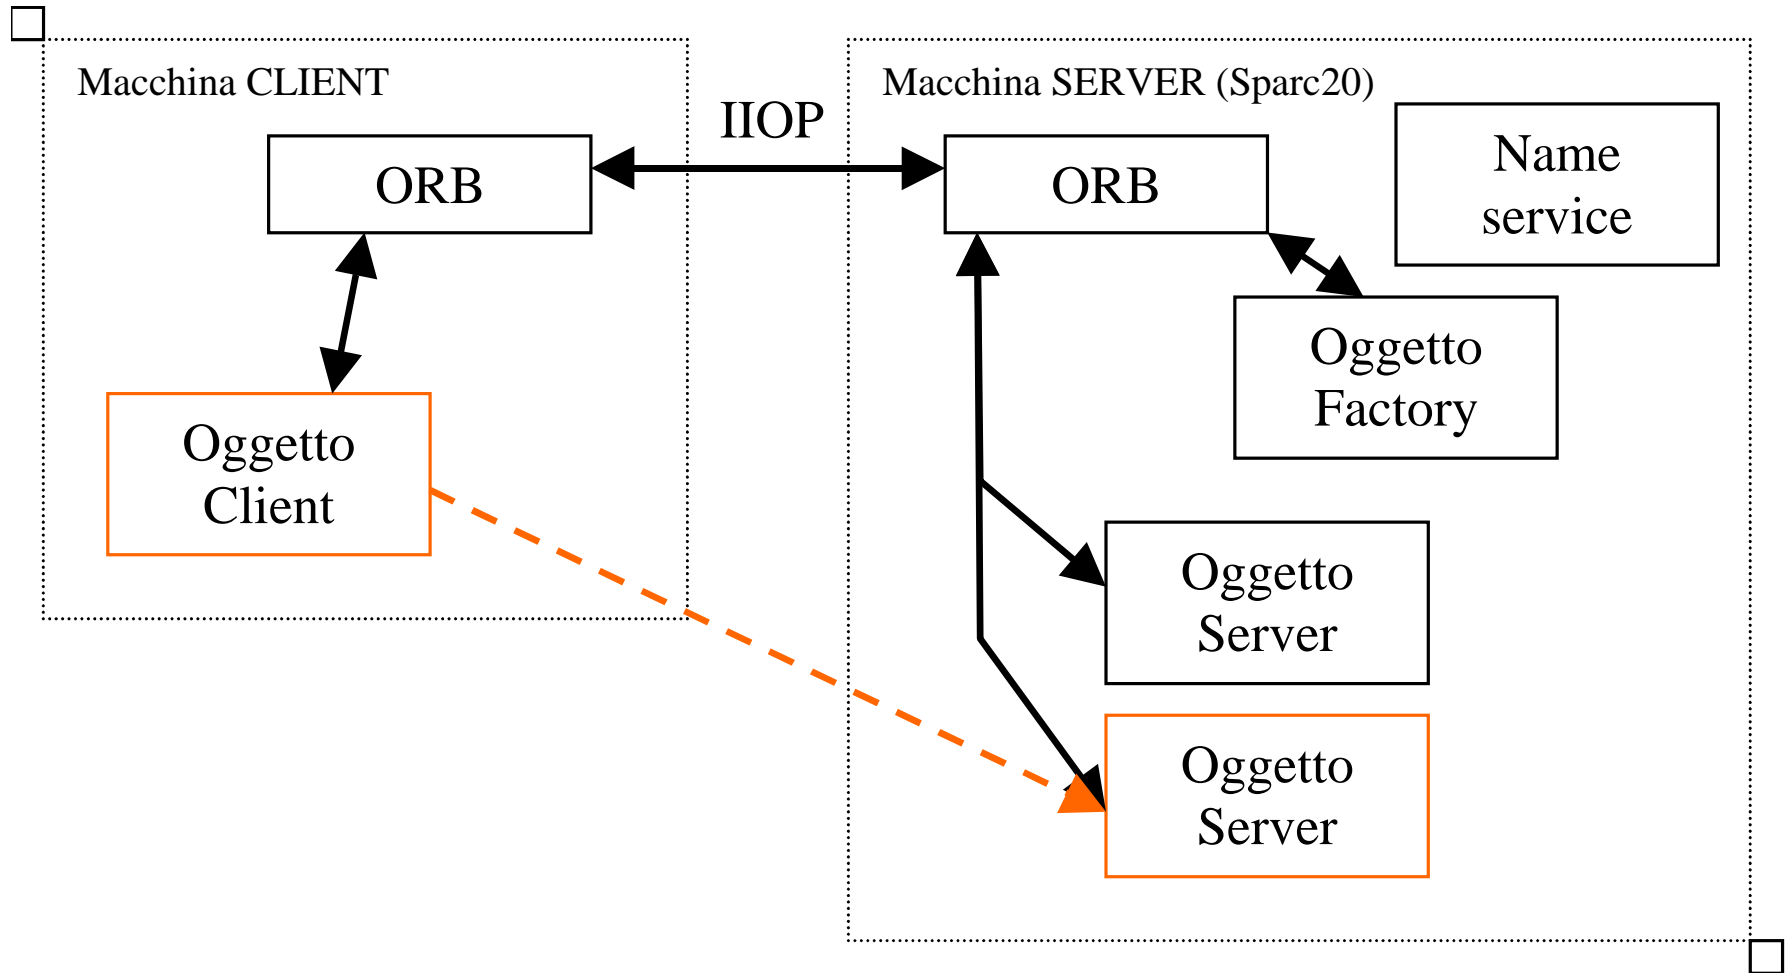 Macchina CLIENT
ORB
Oggetto
Client
IIOP
Macchina SERVER (Sparc20)
ORB
Name
service
Oggetto
Factory
Oggetto
Server
Oggetto
Server